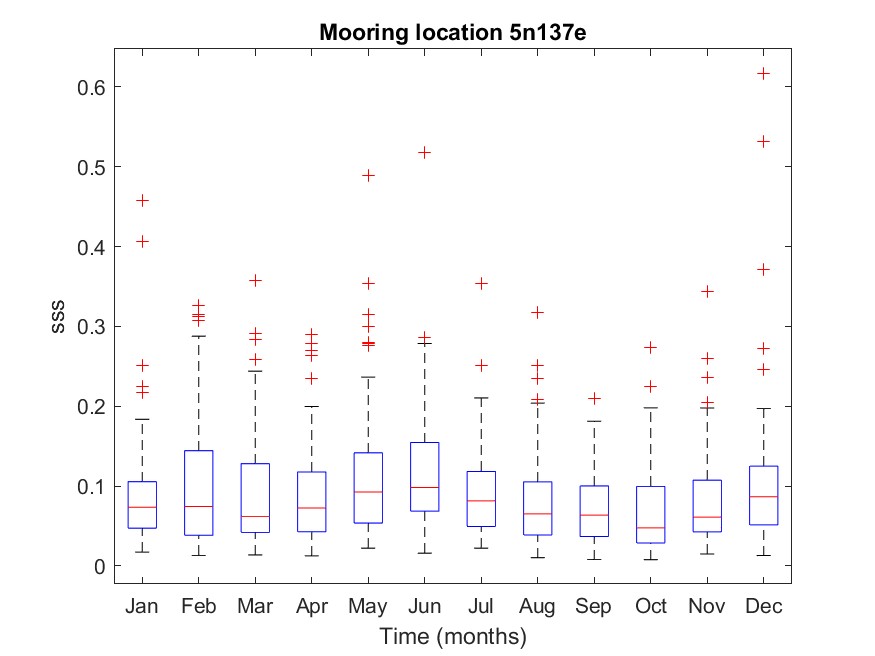 Mooring location 5n137e
sss
0.6
0.5
0.4
0.3
0.2
0.1
0
Jan Feb Mar Apr May Jun Jul Aug Sep Oct Nov Dec
Time (months)